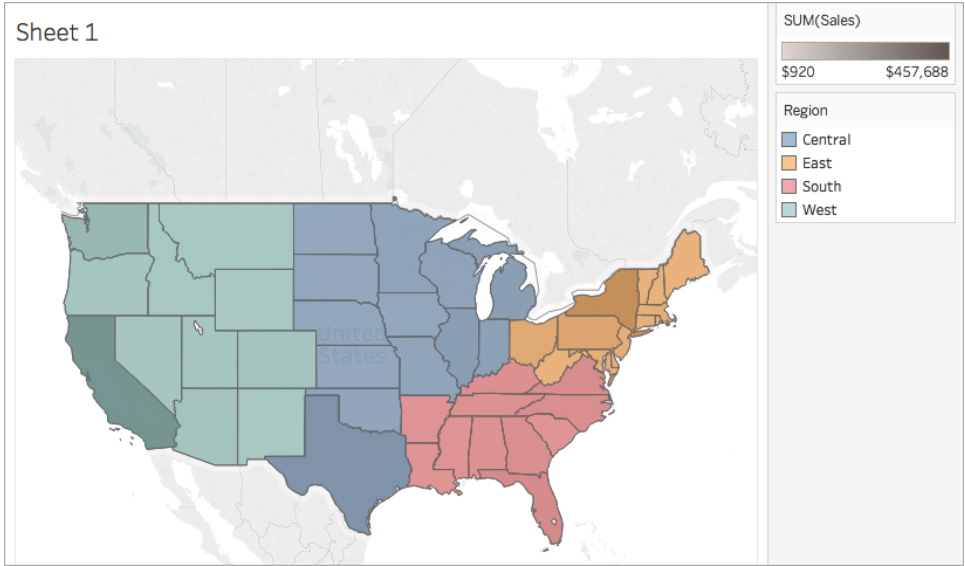 Sheet 1
United
States
SUM(Sales)
$920 $457,688
Region
Central
East
South
West